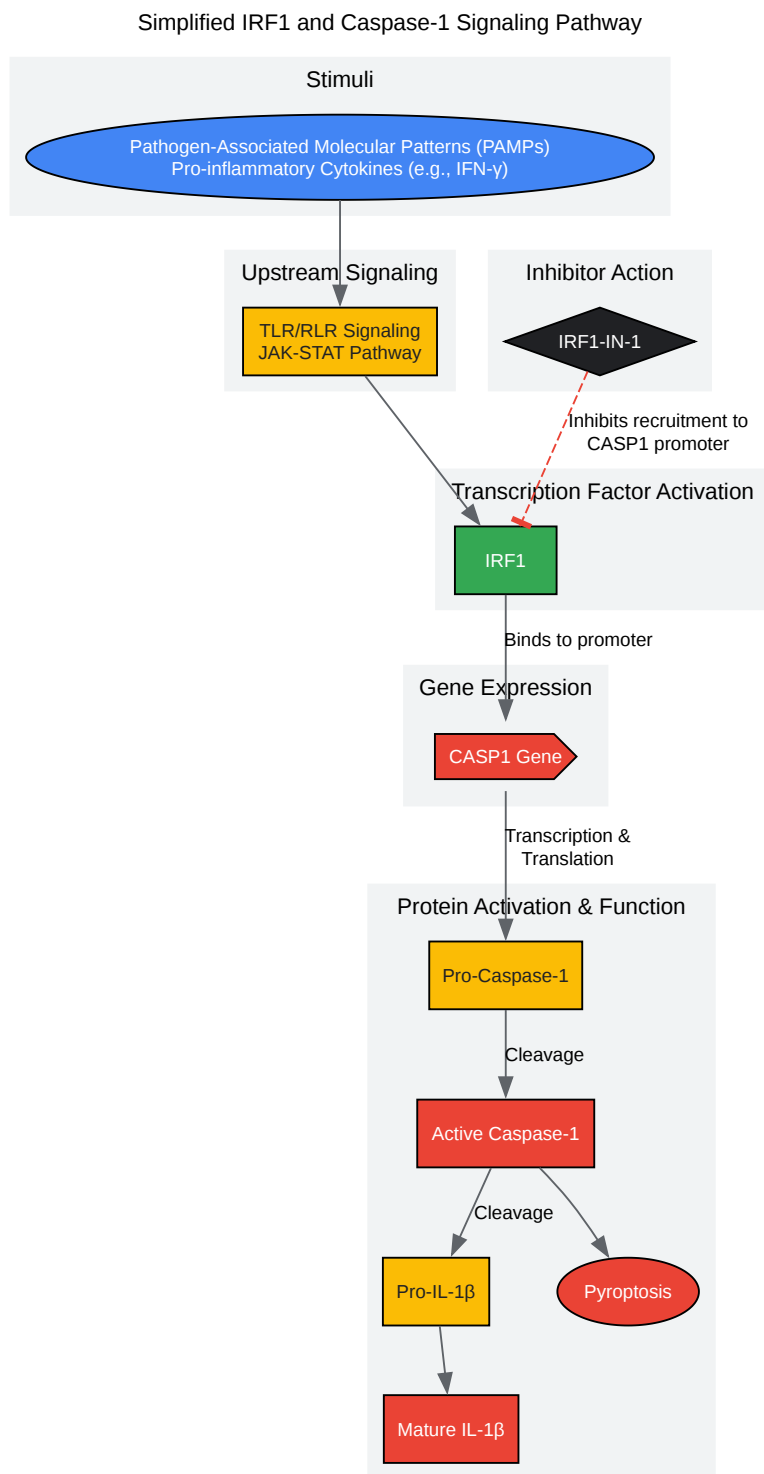 Simplified IRF1 and Caspase-1 Signaling Pathway
Stimuli
Pathogen-Associated Molecular Patterns (PAMPs)
Pro-inflammatory Cytokines (e.g., IFN-γ)
Upstream Signaling
Inhibitor Action
TLR/RLR Signaling
JAK-STAT Pathway
IRF1-IN-1
Inhibits recruitment to
CASP1 promoter
Transcription Factor Activation
IRF1
Binds to promoter
Gene Expression
CASP1 Gene
Transcription &
Translation
Protein Activation & Function
Pro-Caspase-1
Cleavage
Active Caspase-1
Cleavage
Pro-IL-1β
Pyroptosis
Mature IL-1β